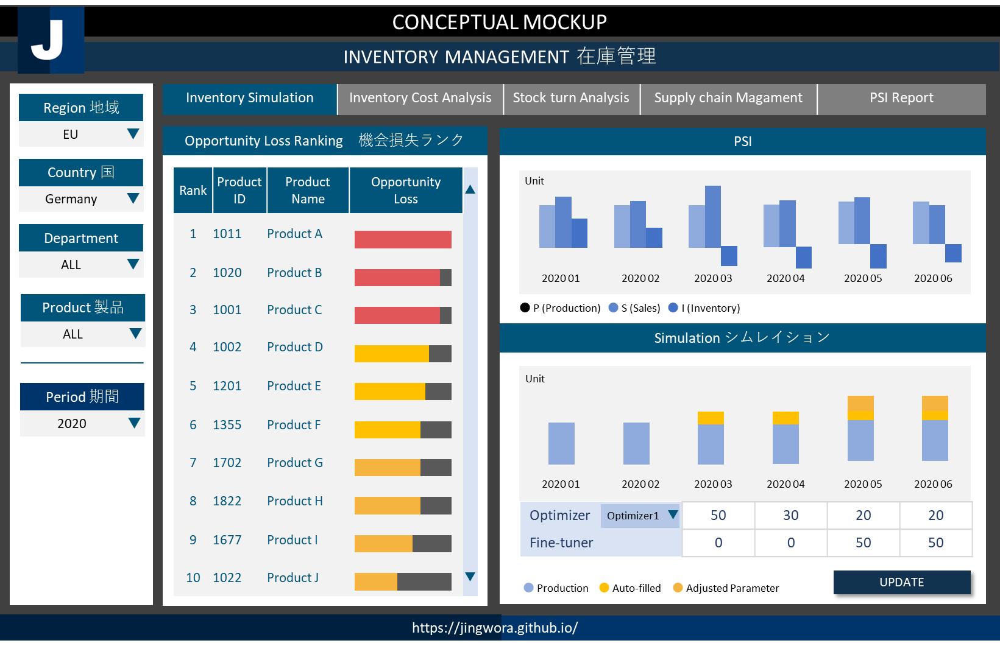 CONCEPTUAL MOCKUP
J
INVENTORY MANAGEMENT 在庫管理
Region 地域
EU
Country 国
Germany
Department
ALL
Product 製品
ALL
Period 期間
2020
Inventory Simulation
Inventory Cost Analysis
Stock turn Analysis
Supply chain Magament
PSI Report
Opportunity Loss Ranking 機会損失ランク
Rank Product ID Product Name Opportunity Loss
1 1011 Product A
2 1020 Product B
3 1001 Product C
4 1002 Product D
5 1201 Product E
6 1355 Product F
7 1702 Product G
8 1822 Product H
9 1677 Product I
10 1022 Product J
PSI
Unit
2020 01 2020 02 2020 03 2020 04 2020 05 2020 06
P (Production) S (Sales) I (Inventory)
Simulation シムレイション
Unit
2020 01 2020 02 2020 03 2020 04 2020 05 2020 06
Optimizer Optimizer1 50 30 20 20
Fine-tuner 0 0 50 50
Production Auto-filled Adjusted Parameter
UPDATE
https://jingwora.github.io/